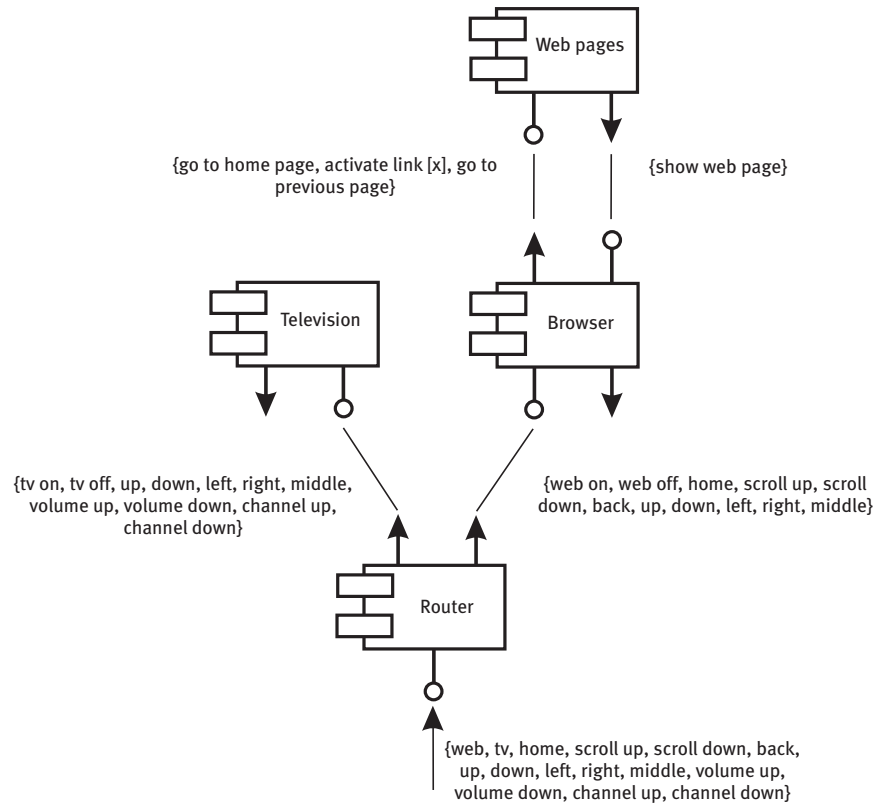 Web pages
{go to home page, activate link [x], go to
previous page}
{show web page}
Television
Browser
{tv on, tv off, up, down, left, right, middle,
volume up, volume down, channel up,
channel down}
{web on, web off, home, scroll up, scroll
down, back, up, down, left, right, middle}
Router
{web, tv, home, scroll up, scroll down, back,
up, down, left, right, middle, volume up,
volume down, channel up, channel down}